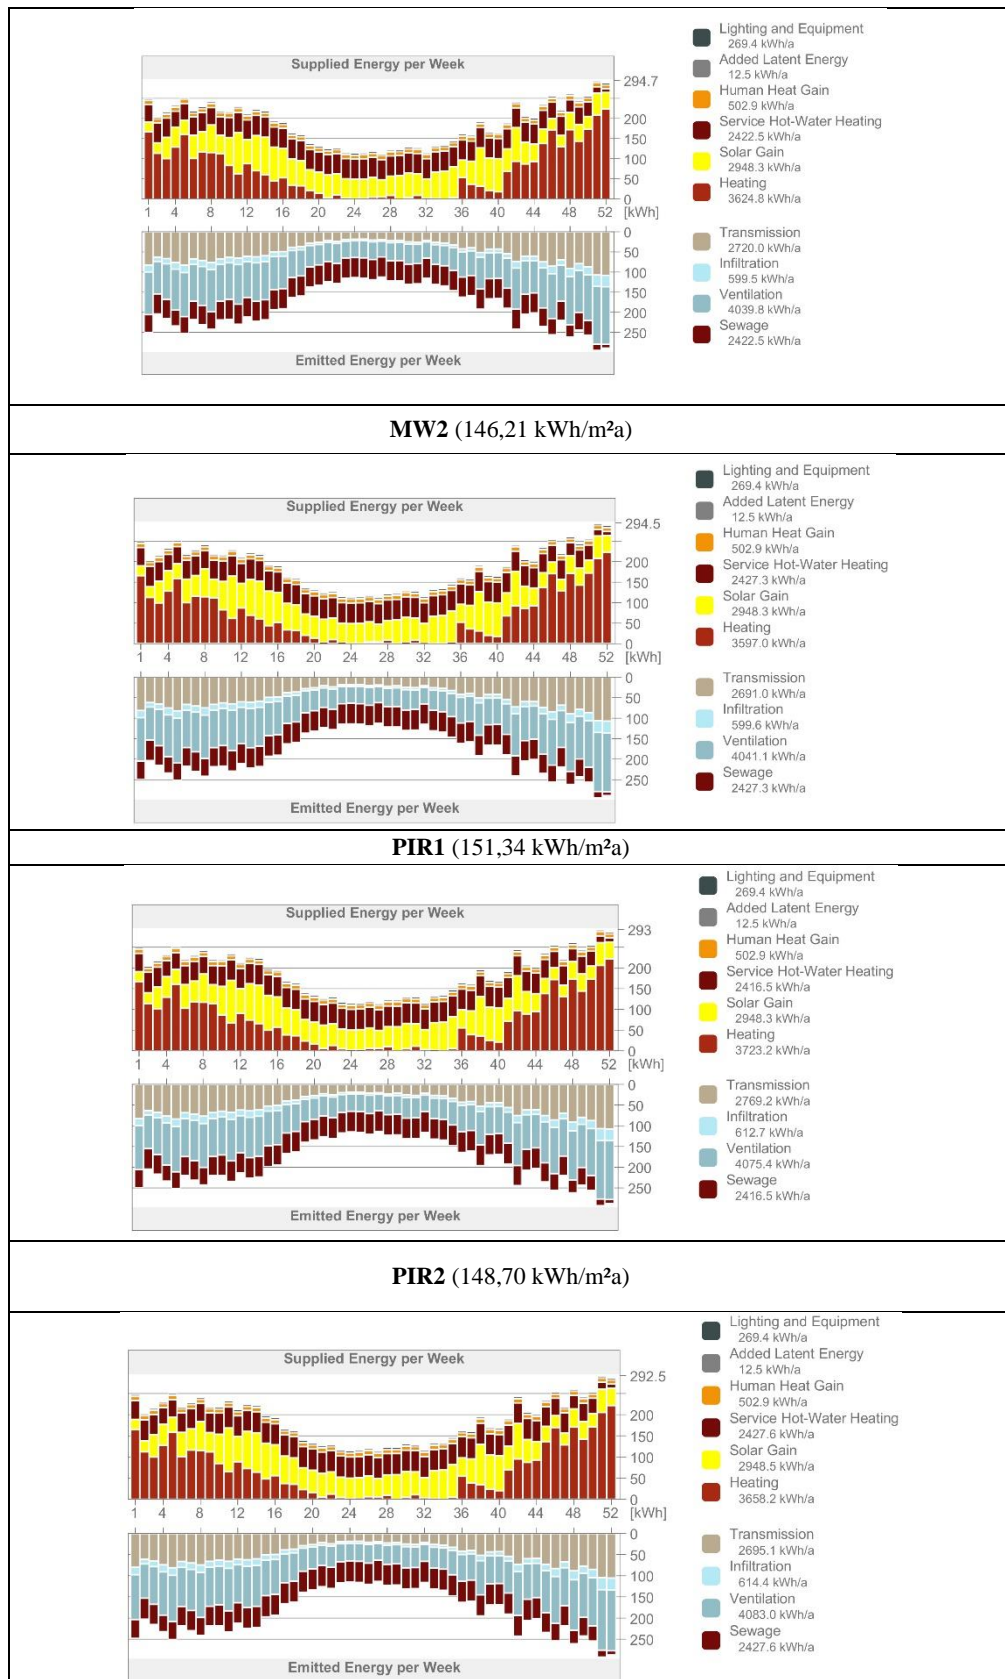 Supplied Energy per Week
294.7
200
150
100
50
0
1 4 8 12 16 20 24 28 32 36 40 44 48 52 [kWh]
0
50
100
150
200
250
Emitted Energy per Week
Lighting and Equipment
269.4 kWh/a
Added Latent Energy
12.5 kWh/a
Human Heat Gain
502.9 kWh/a
Service Hot-Water Heating
2422.5 kWh/a
Solar Gain
2948.3 kWh/a
Heating
3624.8 kWh/a
Transmission
2720.0 kWh/a
Infiltration
599.5 kWh/a
Ventilation
4039.8 kWh/a
Sewage
2422.5 kWh/a
MW2 (146,21 kWh/m²a)
Supplied Energy per Week
294.5
200
150
100
50
0
1 4 8 12 16 20 24 28 32 36 40 44 48 52 [kWh]
0
50
100
150
200
250
Emitted Energy per Week
Lighting and Equipment
269.4 kWh/a
Added Latent Energy
12.5 kWh/a
Human Heat Gain
502.9 kWh/a
Service Hot-Water Heating
2427.3 kWh/a
Solar Gain
2948.3 kWh/a
Heating
3597.0 kWh/a
Transmission
2691.0 kWh/a
Infiltration
599.6 kWh/a
Ventilation
4041.1 kWh/a
Sewage
2427.3 kWh/a
PIR1 (151,34 kWh/m²a)
Supplied Energy per Week
293
200
150
100
50
0
1 4 8 12 16 20 24 28 32 36 40 44 48 52 [kWh]
0
50
100
150
200
250
Emitted Energy per Week
Lighting and Equipment
269.4 kWh/a
Added Latent Energy
12.5 kWh/a
Human Heat Gain
502.9 kWh/a
Service Hot-Water Heating
2416.5 kWh/a
Solar Gain
2948.3 kWh/a
Heating
3723.2 kWh/a
Transmission
2769.2 kWh/a
Infiltration
612.7 kWh/a
Ventilation
4075.4 kWh/a
Sewage
2416.5 kWh/a
PIR2 (148,70 kWh/m²a)
Supplied Energy per Week
292.5
200
150
100
50
0
1 4 8 12 16 20 24 28 32 36 40 44 48 52 [kWh]
0
50
100
150
200
250
Emitted Energy per Week
Lighting and Equipment
269.4 kWh/a
Added Latent Energy
12.5 kWh/a
Human Heat Gain
502.9 kWh/a
Service Hot-Water Heating
2427.6 kWh/a
Solar Gain
2948.5 kWh/a
Heating
3658.2 kWh/a
Transmission
2695.1 kWh/a
Infiltration
614.4 kWh/a
Ventilation
4083.0 kWh/a
Sewage
2427.6 kWh/a